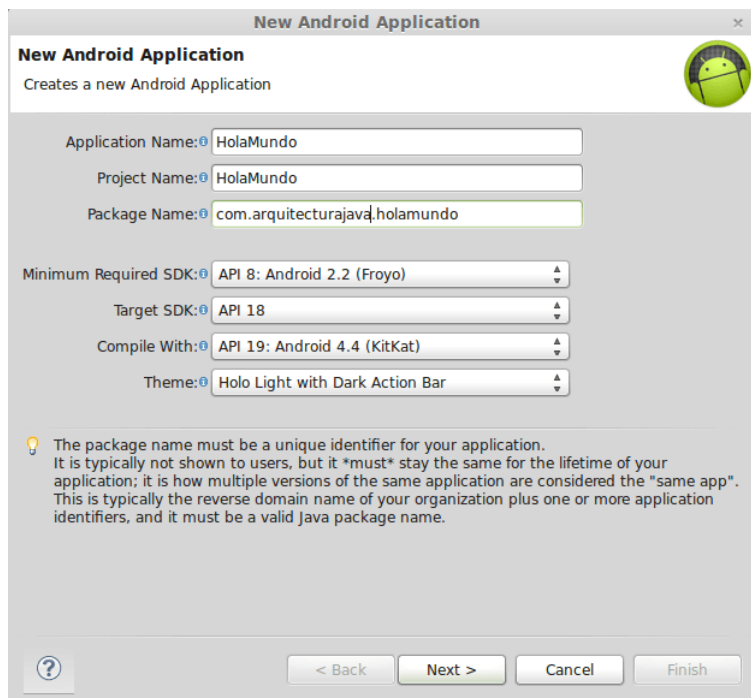 New Android Application
New Android Application
Creates a new Android Application
Application Name: HolaMundo
Project Name: HolaMundo
Package Name: com.arquitecturajava.holamundo
Minimum Required SDK: API 8: Android 2.2 (Froyo)
Target SDK: API 18
Compile With: API 19: Android 4.4 (KitKat)
Theme: Holo Light with Dark Action Bar
The package name must be a unique identifier for your application.
It is typically not shown to users, but it *must* stay the same for the lifetime of your
application; it is how multiple versions of the same application are considered the "same app".
This is typically the reverse domain name of your organization plus one or more application
identifiers, and it must be a valid Java package name.
? < Back Next > Cancel Finish